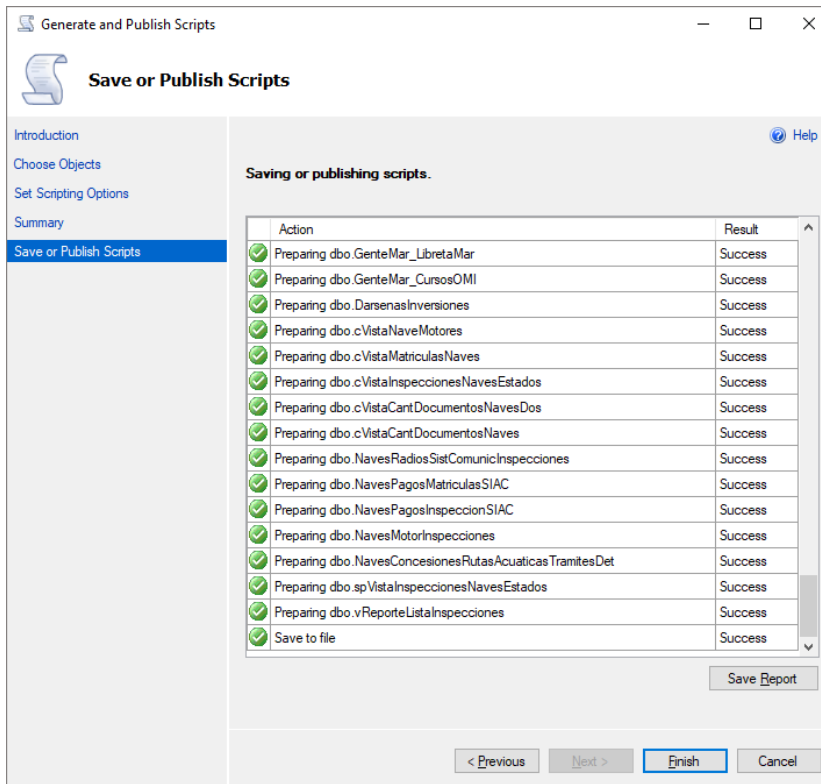 Generate and Publish Scripts
Save or Publish Scripts
Introduction
Choose Objects
Set Scripting Options
Summary
Save or Publish Scripts
Help
Saving or publishing scripts.
Action Result
Preparing dbo.GenteMar_LibretaMar Success
Preparing dbo.GenteMar_CursosOMI Success
Preparing dbo.DarsenasInversiones Success
Preparing dbo.cVistaNaveMotores Success
Preparing dbo.cVistaMatriculasNaves Success
Preparing dbo.cVistaInspeccionesNavesEstados Success
Preparing dbo.cVistaCantDocumentosNavesDos Success
Preparing dbo.cVistaCantDocumentosNaves Success
Preparing dbo.NavesRadiosSistComunicInspecciones Success
Preparing dbo.NavesPagosMatriculasSIAC Success
Preparing dbo.NavesPagosInspeccionSIAC Success
Preparing dbo.NavesMotorInspecciones Success
Preparing dbo.NavesConcesionesRutasAcuaticasTramitesDet Success
Preparing dbo.spVistaInspeccionesNavesEstados Success
Preparing dbo.vReporteListaInspecciones Success
Save to file Success
Save Report
< Previous Next > Finish Cancel